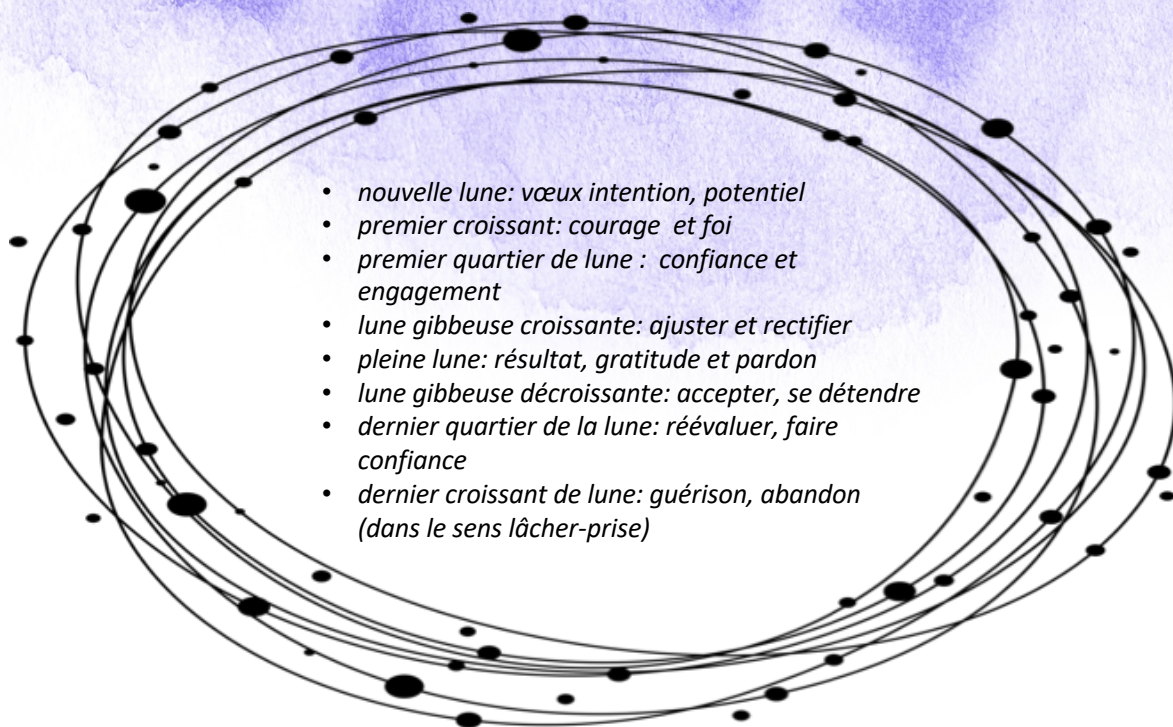 • nouvelle lune: vœux intention, potentiel
• premier croissant: courage  et foi
• premier quartier de lune :  confiance et
engagement
• lune gibbeuse croissante: ajuster et rectifier
• pleine lune: résultat, gratitude et pardon
• lune gibbeuse décroissante: accepter, se détendre
• dernier quartier de la lune: réévaluer, faire
confiance
• dernier croissant de lune: guérison, abandon
(dans le sens lâcher-prise)